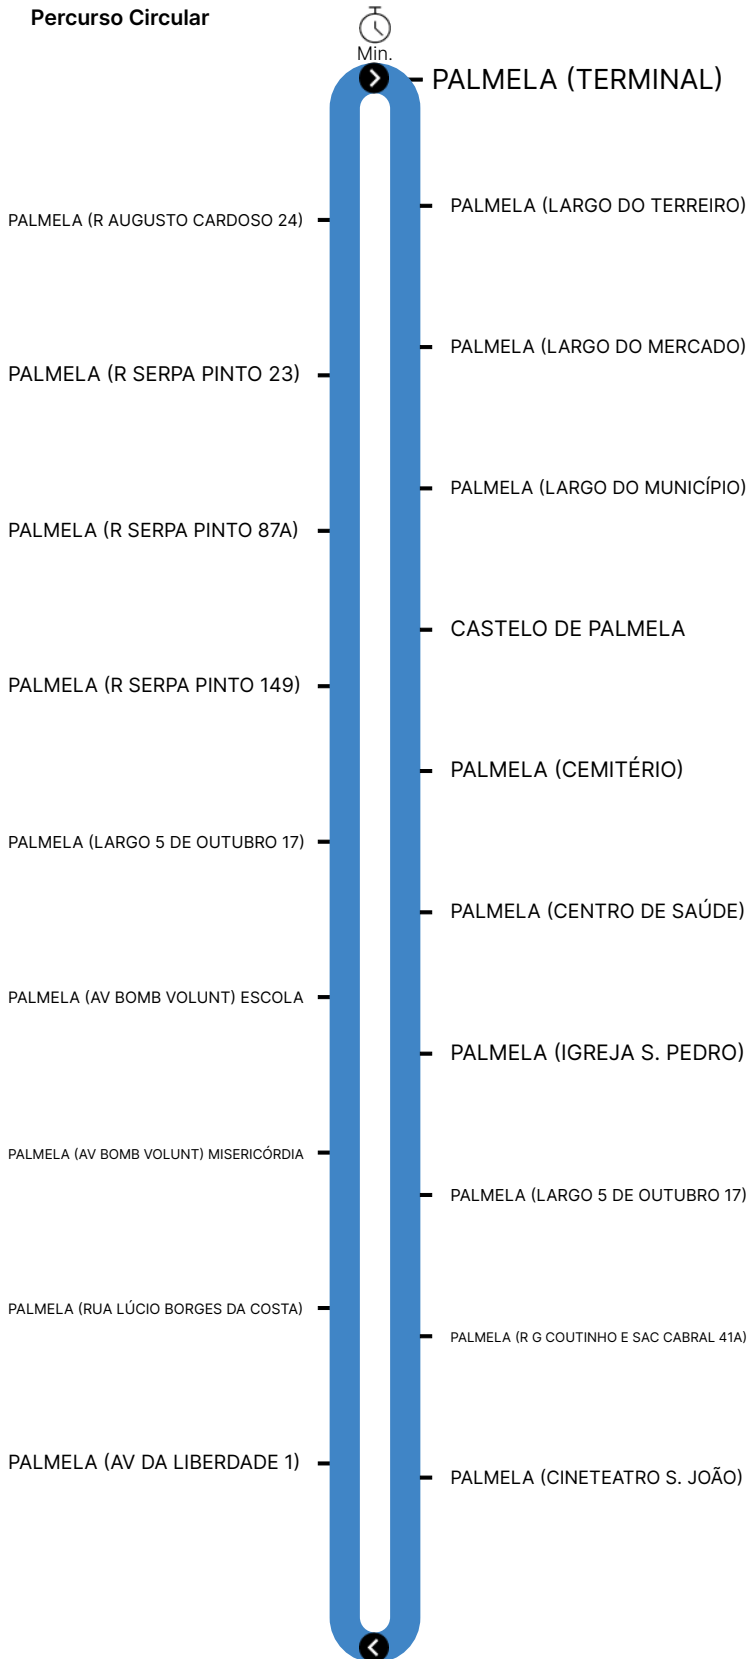 Percurso Circular
Min.
PALMELA (TERMINAL)
PALMELA (LARGO DO TERREIRO)
PALMELA (LARGO DO MERCADO)
PALMELA (LARGO DO MUNICÍPIO)
CASTELO DE PALMELA
PALMELA (CEMITÉRIO)
PALMELA (CENTRO DE SAÚDE)
PALMELA (IGREJA S. PEDRO)
PALMELA (LARGO 5 DE OUTUBRO 17)
PALMELA (R G COUTINHO E SAC CABRAL 41A)
PALMELA (CINETEATRO S. JOÃO)
PALMELA (R AUGUSTO CARDOSO 24)
PALMELA (R SERPA PINTO 23)
PALMELA (R SERPA PINTO 87A)
PALMELA (R SERPA PINTO 149)
PALMELA (LARGO 5 DE OUTUBRO 17)
PALMELA (AV BOMB VOLUNT) ESCOLA
PALMELA (AV BOMB VOLUNT) MISERICÓRDIA
PALMELA (RUA LÚCIO BORGES DA COSTA)
PALMELA (AV DA LIBERDADE 1)